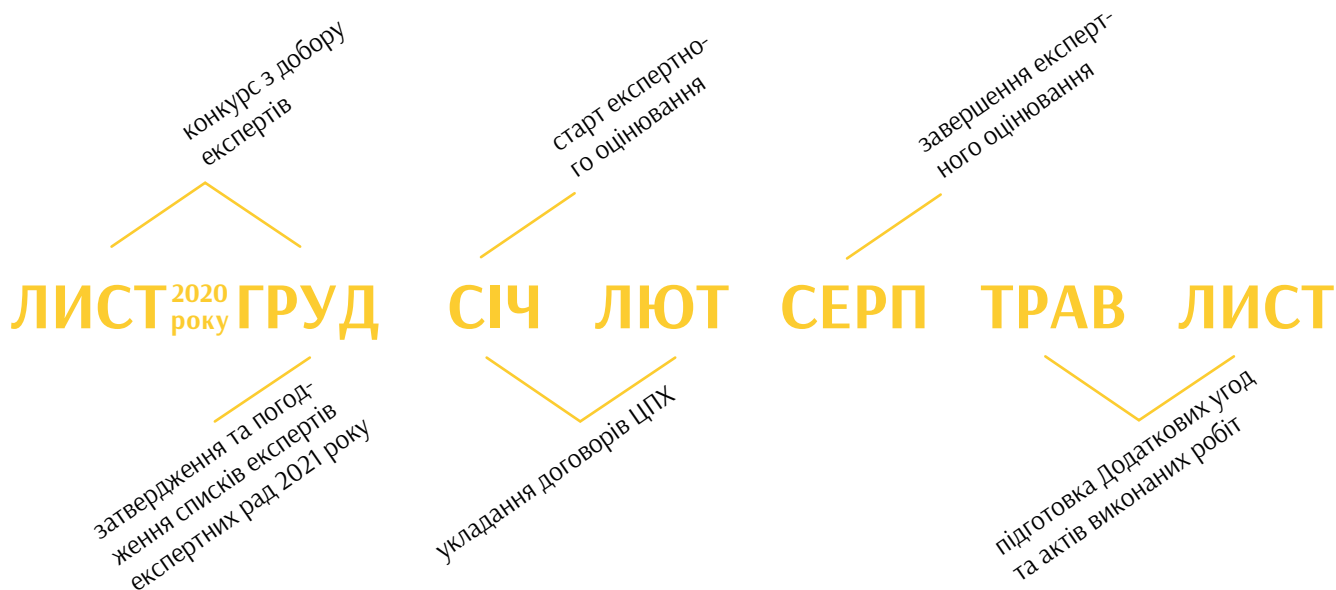 конкурс з добору
експертів
старт експертно-
го оцінювання
завершення експерт-
ного оцінювання
ЛИСТ 2020 року ГРУД СІЧ ЛЮТ СЕРП ТРАВ ЛИСТ
затвердження та погод-
ження списків експертів
експертних рад 2021 року
укладання договорів ЦПХ
підготовка Додаткових угод
та актів виконаних робіт